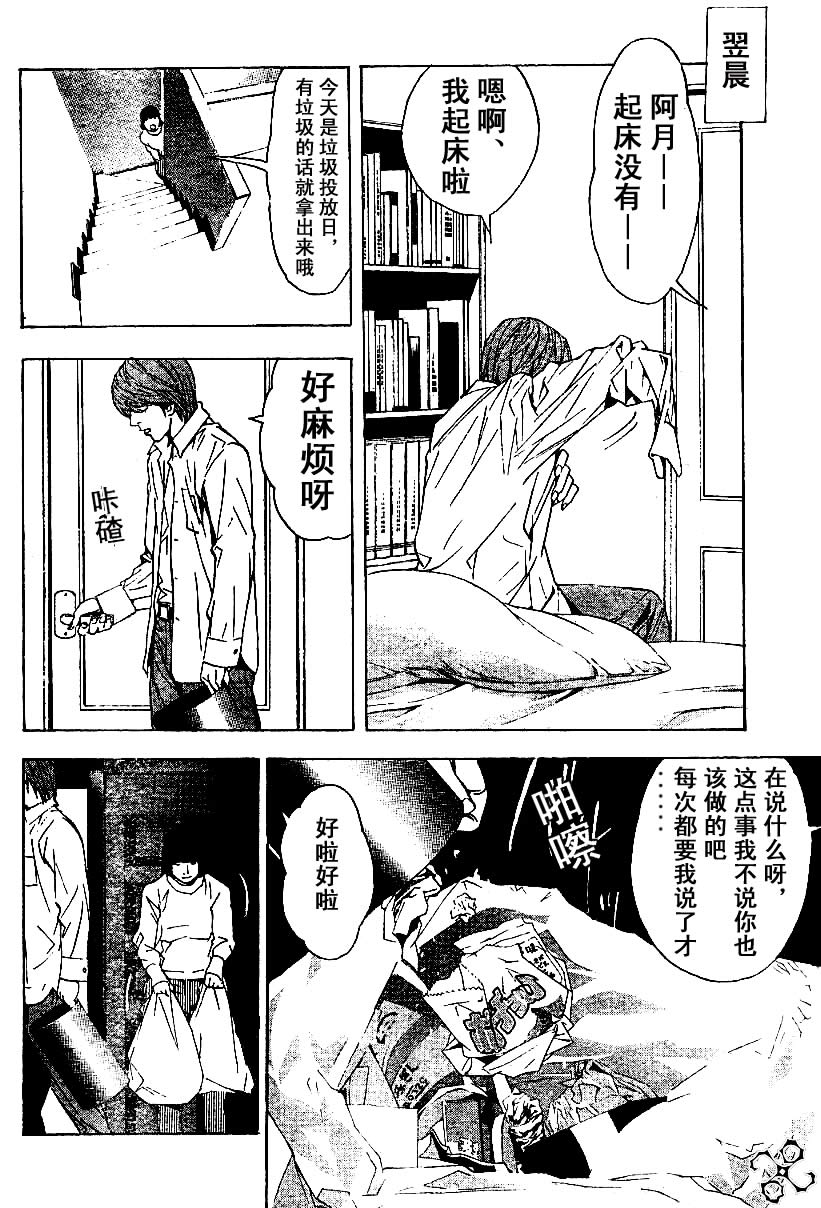 翌晨
阿月——
起床没有——
嗯啊、
我起床啦
今天是垃圾投放日，
有垃圾的话就拿出来哦
好麻烦呀
咔
碴
在说什么呀，
这点事我不说你也
该做的吧
每次都要我说了才
……
啪
嚓
好啦好啦